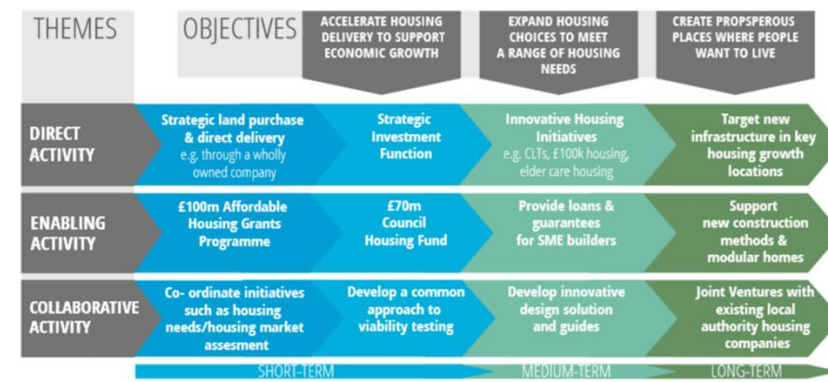 THEMES
OBJECTIVES
ACCELERATE HOUSING
DELIVERY TO SUPPORT
ECONOMIC GROWTH
EXPAND HOUSING
CHOICES TO MEET
A RANGE OF HOUSING
NEEDS
CREATE PROPSPEROUS
PLACES WHERE PEOPLE
WANT TO LIVE
DIRECT
ACTIVITY
Strategic land purchase
& direct delivery
e.g. through a wholly
owned company
Strategic
Investment
Function
Innovative Housing
Initiatives
e.g. CLTs, £100k housing,
elder care housing
Target new
infrastructure in key
housing growth
locations
ENABLING
ACTIVITY
£100m Affordable
Housing Grants
Programme
£70m
Council
Housing Fund
Provide loans &
guarantees
for SME builders
Support
new construction
methods &
modular homes
COLLABORATIVE
ACTIVITY
Co- ordinate initiatives
such as housing
needs/housing market
assesment
Develop a common
approach to
viability testing
Develop innovative
design solution
and guides
Joint Ventures with
existing local
authority housing
companies
SHORT-TERM
MEDIUM-TERM
LONG-TERM